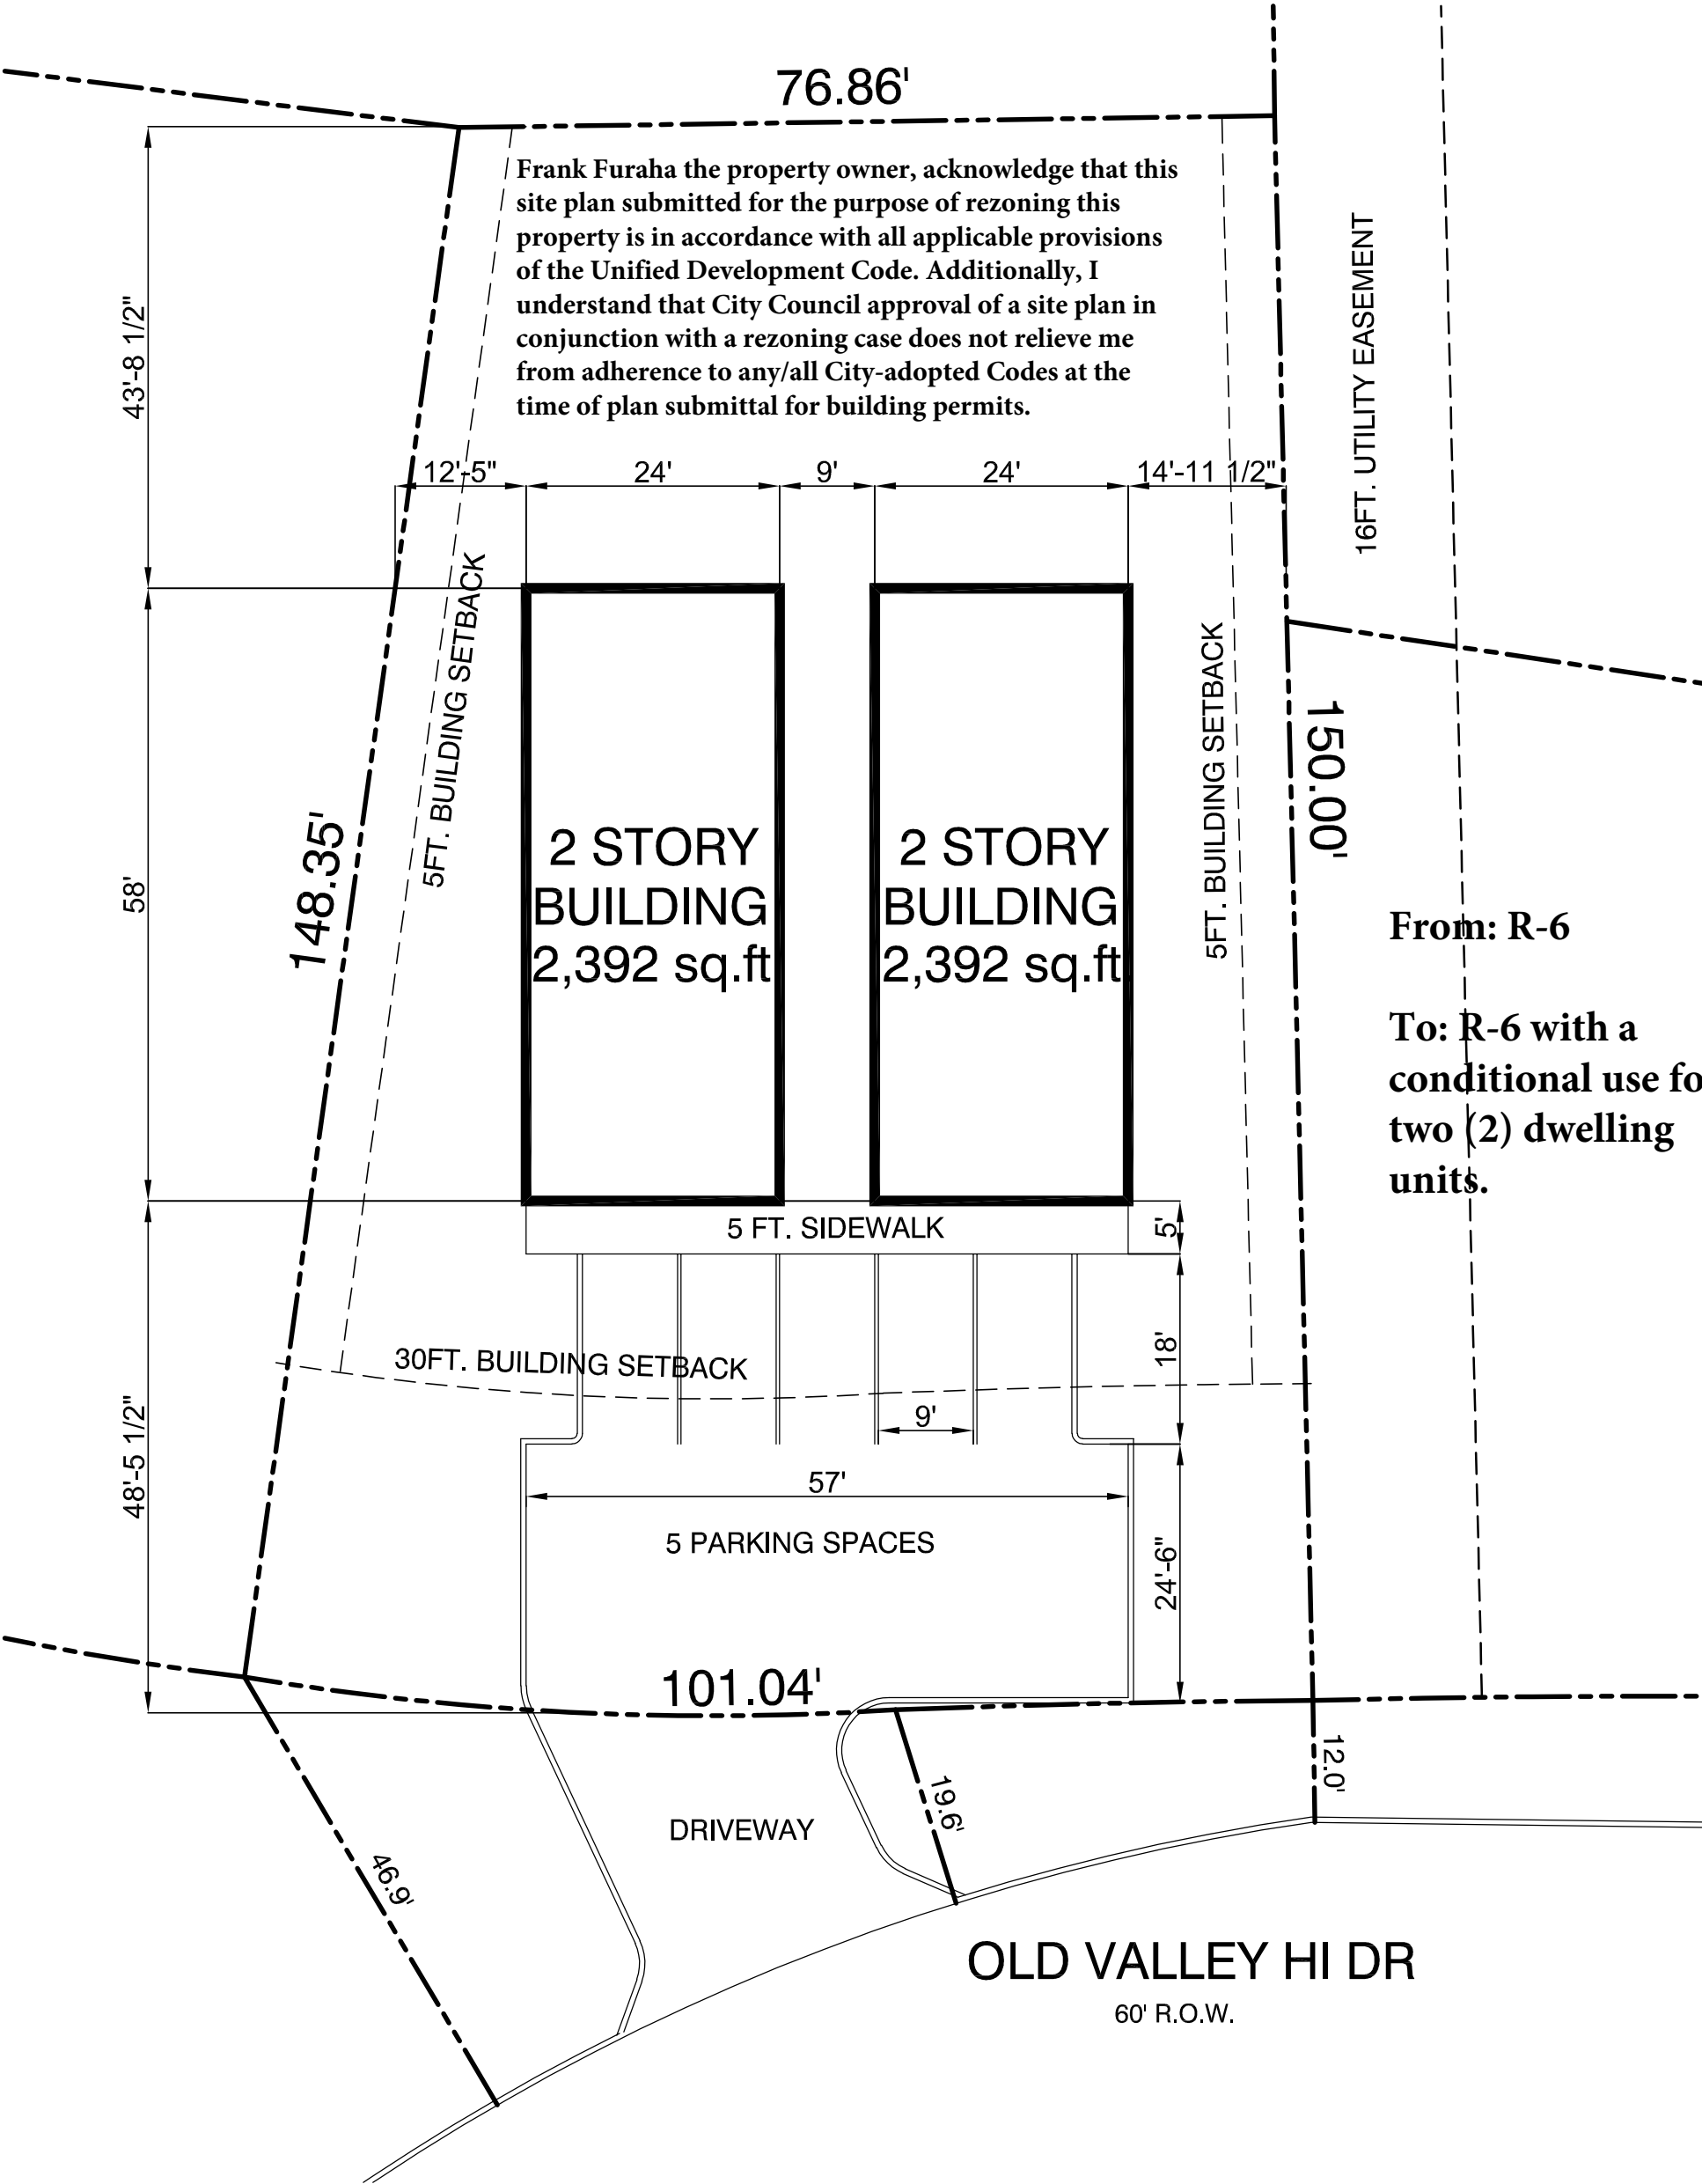 76.86'
Frank Furaha the property owner, acknowledge that this
site plan submitted for the purpose of rezoning this
property is in accordance with all applicable provisions
of the Unified Development Code. Additionally, I
understand that City Council approval of a site plan in
conjunction with a rezoning case does not relieve me
from adherence to any/all City-adopted Codes at the
time of plan submittal for building permits.
16FT. UTILITY EASEMENT
43'-8 1/2"
12'-5"
24'
9'
24'
14'-11 1/2"
5FT. BUILDING SETBACK
5FT. BUILDING SETBACK
150.00'
148.35'
58'
2 STORY
BUILDING
2,392 sq.ft
2 STORY
BUILDING
2,392 sq.ft
From: R-6
To: R-6 with a
conditional use fo
two (2) dwelling
units.
5 FT. SIDEWALK
5'
18'
30FT. BUILDING SETBACK
9'
48'-5 1/2"
57'
5 PARKING SPACES
24'-6"
101.04'
12.0'
19.6'
DRIVEWAY
46.9'
OLD VALLEY HI DR
60' R.O.W.